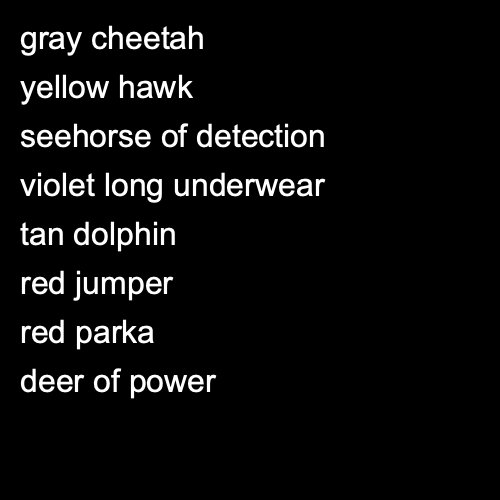 gray cheetah
yellow hawk
seehorse of detection
violet long underwear
tan dolphin
red jumper
red parka
deer of power